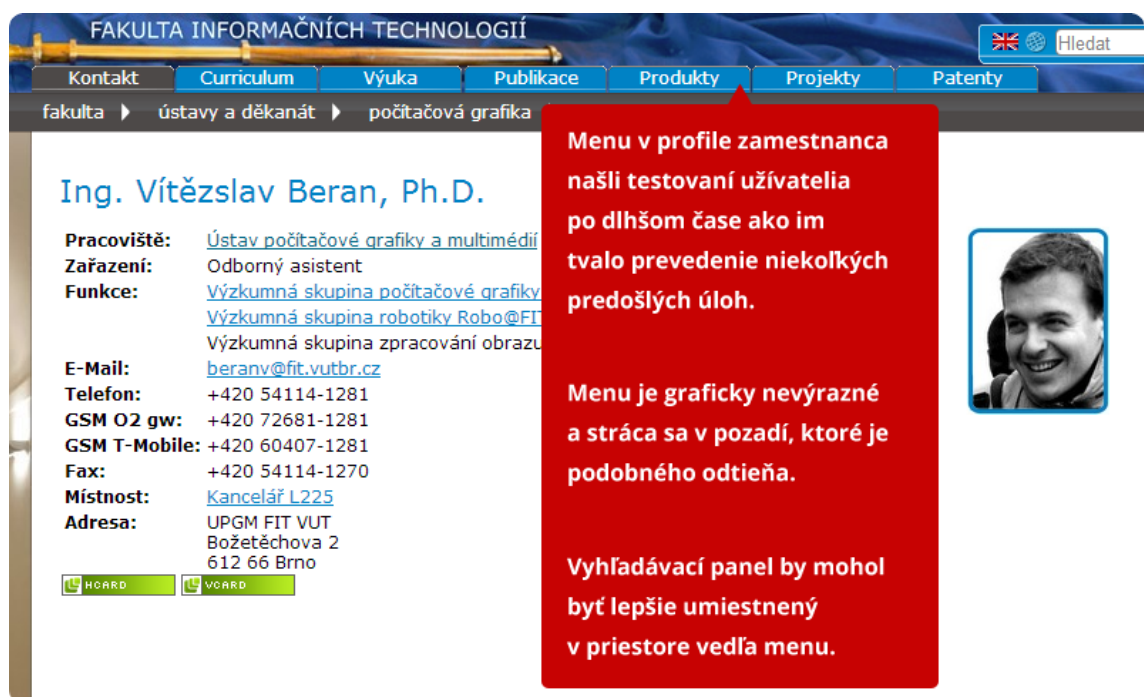 FAKULTA INFORMAČNÍCH TECHNOLOGIÍ
Hledat
Kontakt Curriculum Výuka Publikace Produkty Projekty Patenty
fakulta ústavy a děkanát počítačová grafika
Ing. Vítězslav Beran, Ph.D.
Pracoviště: Ústav počítačové grafiky a multimédií
Zařazení: Odborný asistent
Funkce: Výzkumná skupina počítačové grafiky
Výzkumná skupina robotiky Robo@FIT
Výzkumná skupina zpracování obrazu
E-Mail: beranv@fit.vutbr.cz
Telefon: +420 54114-1281
GSM O2 gw: +420 72681-1281
GSM T-Mobile: +420 60407-1281
Fax: +420 54114-1270
Místnost: Kancelář L225
Adresa: UPGM FIT VUT
Božetěchova 2
612 66 Brno
HCARD VCARD
Menu v profile zamestnanca
našli testovaní užívatelia
po dlhšom čase ako im
tvalo prevedenie niekoľkých
predošlých úloh.
Menu je graficky nevýrazné
a stráca sa v pozadí, ktoré je
podobného odtieňa.
Vyhľadávací panel by mohol
byť lepšie umiestnený
v priestore vedľa menu.